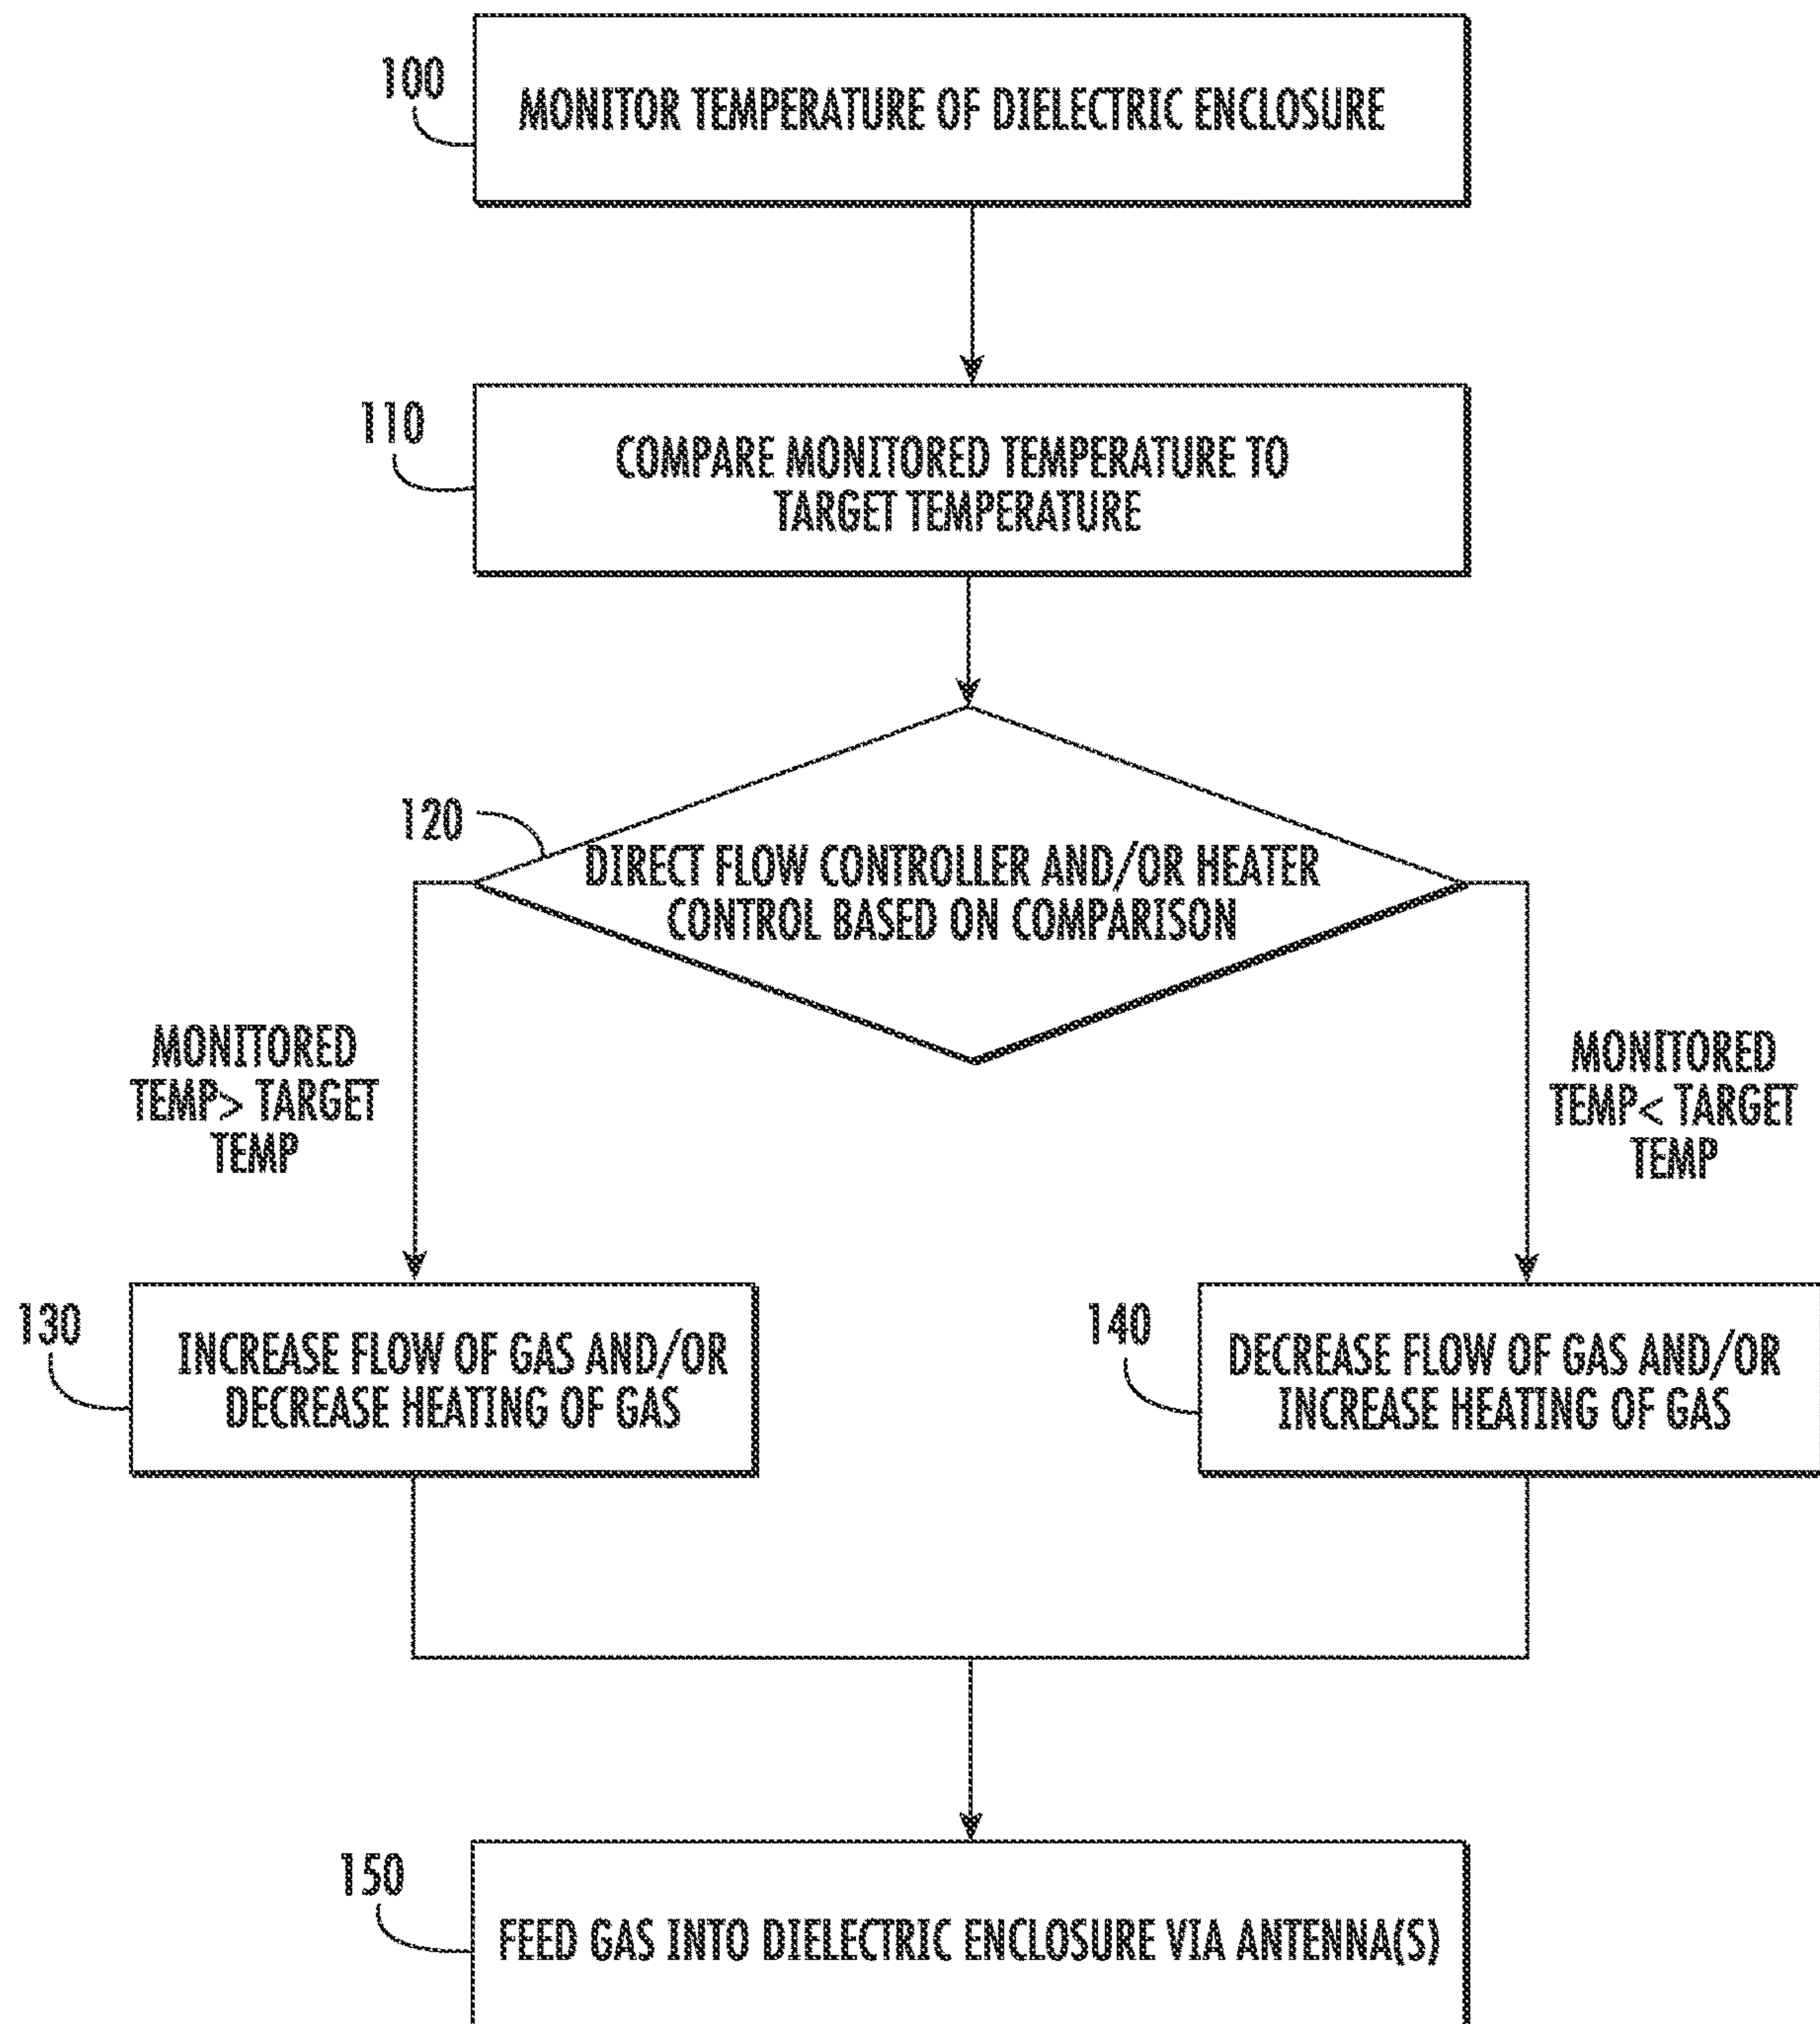 100
MONITOR TEMPERATURE OF DIELECTRIC ENCLOSURE
110
COMPARE MONITORED TEMPERATURE TO
TARGET TEMPERATURE
120
DIRECT FLOW CONTROLLER AND/OR HEATER
CONTROL BASED ON COMPARISON
MONITORED
TEMP> TARGET
TEMP
MONITORED
TEMP< TARGET
TEMP
130
INCREASE FLOW OF GAS AND/OR
DECREASE HEATING OF GAS
140
DECREASE FLOW OF GAS AND/OR
INCREASE HEATING OF GAS
150
FEED GAS INTO DIELECTRIC ENCLOSURE VIA ANTENNA(S)